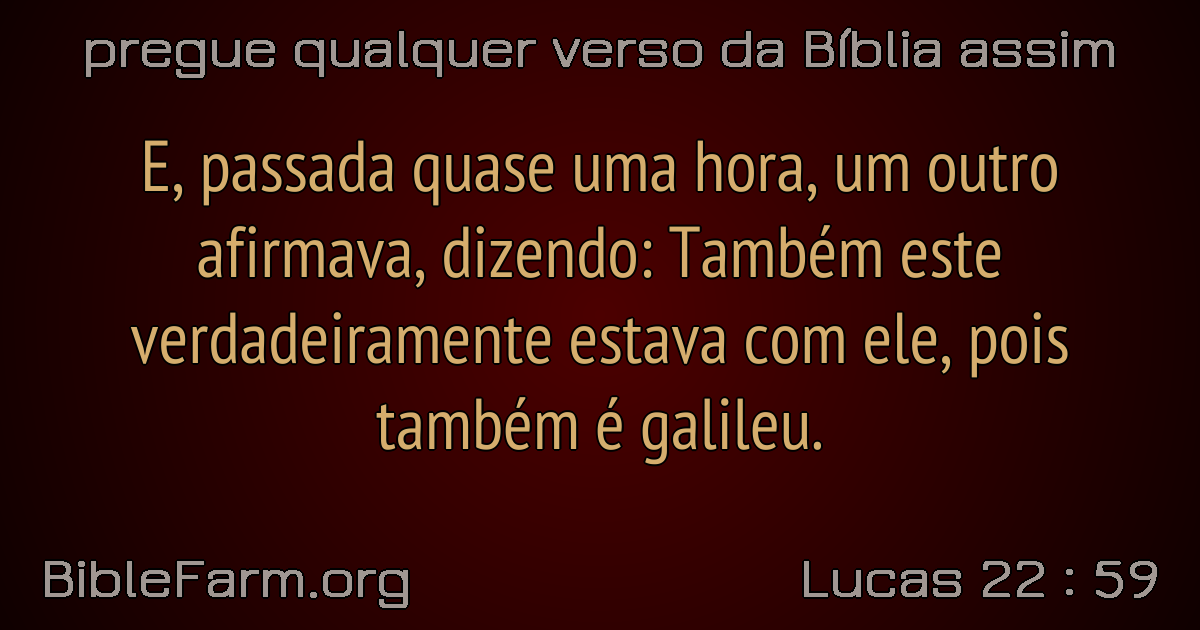 pregue qualquer verso da Bíblia assim
E, passada quase uma hora, um outro
afirmava, dizendo: Também este
verdadeiramente estava com ele, pois
também é galileu.
BibleFarm.org
Lucas 22 : 59